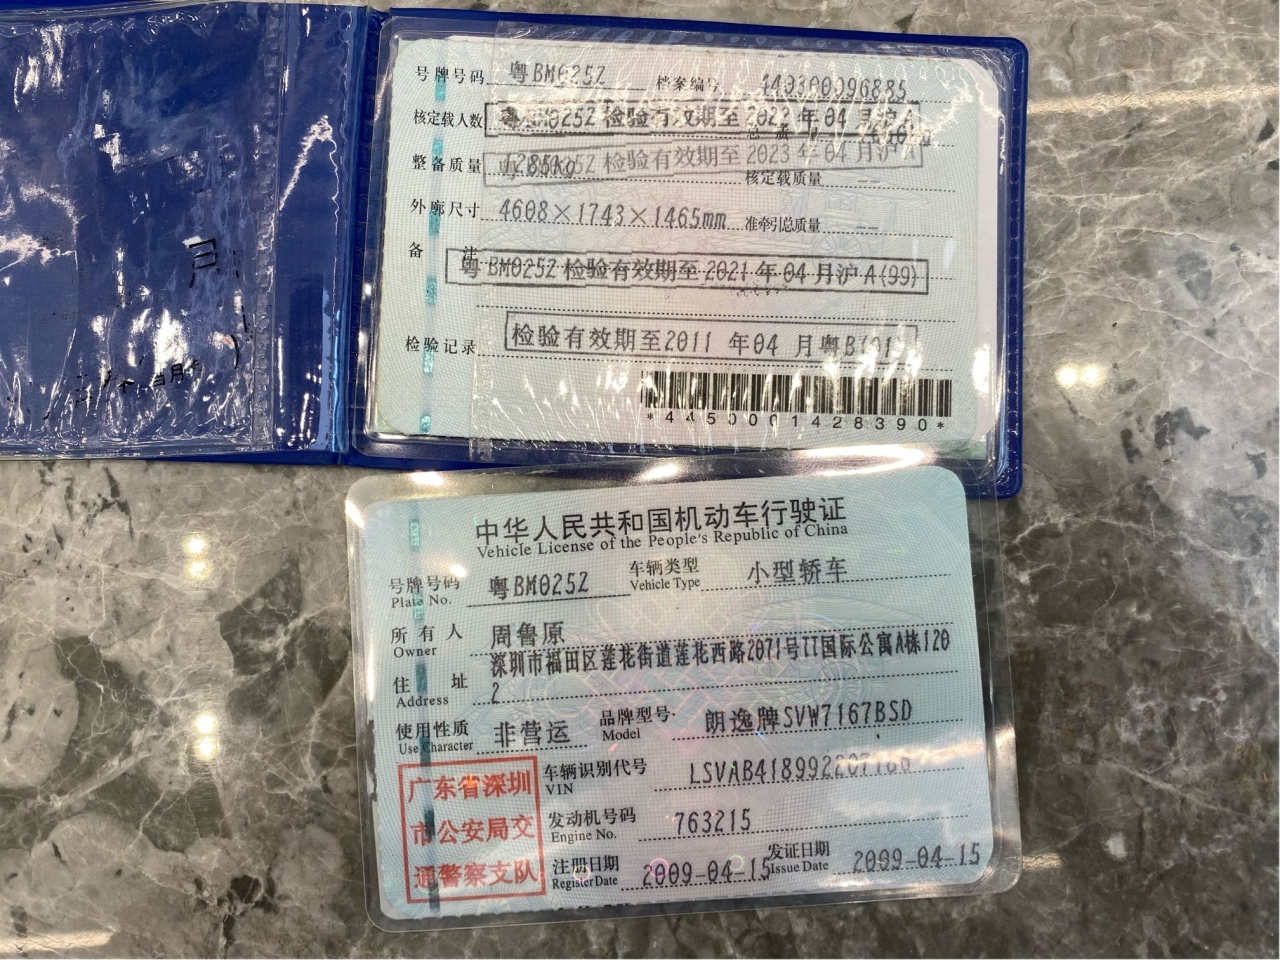 号牌号码 粤BM025Z 档案编号 440300096885
核定载人数 粤BM025Z 检验有效期至2022年04月沪A
整备质量 1285kg 检验有效期至2023年04月沪A
核定载质量 --
外廓尺寸 4608×1743×1465mm 准牵引总质量 --
备 注
粤BM025Z 检验有效期至2021年04月沪A(99)
检验记录 检验有效期至2011 年04 月粤B(01)
*4450001428390*
中华人民共和国机动车行驶证
Vehicle License of the People's Republic of China
号牌号码 粤BM025Z 车辆类型 小型轿车
Plate No. Vehicle Type
所有人 周鲁原
Owner
深圳市福田区莲花街道莲花西路2071号TT国际公寓A栋120
住 址 2
Address
使用性质 非营运 品牌型号 朗逸牌SVW7167BSD
Use Character Model
车辆识别代号
VIN
发动机号码 763215
Engine No.
注册日期 2009-04-15 发证日期 2009-04-15
Register Date Issue Date
广东省深圳
市公安局交
通警察支队